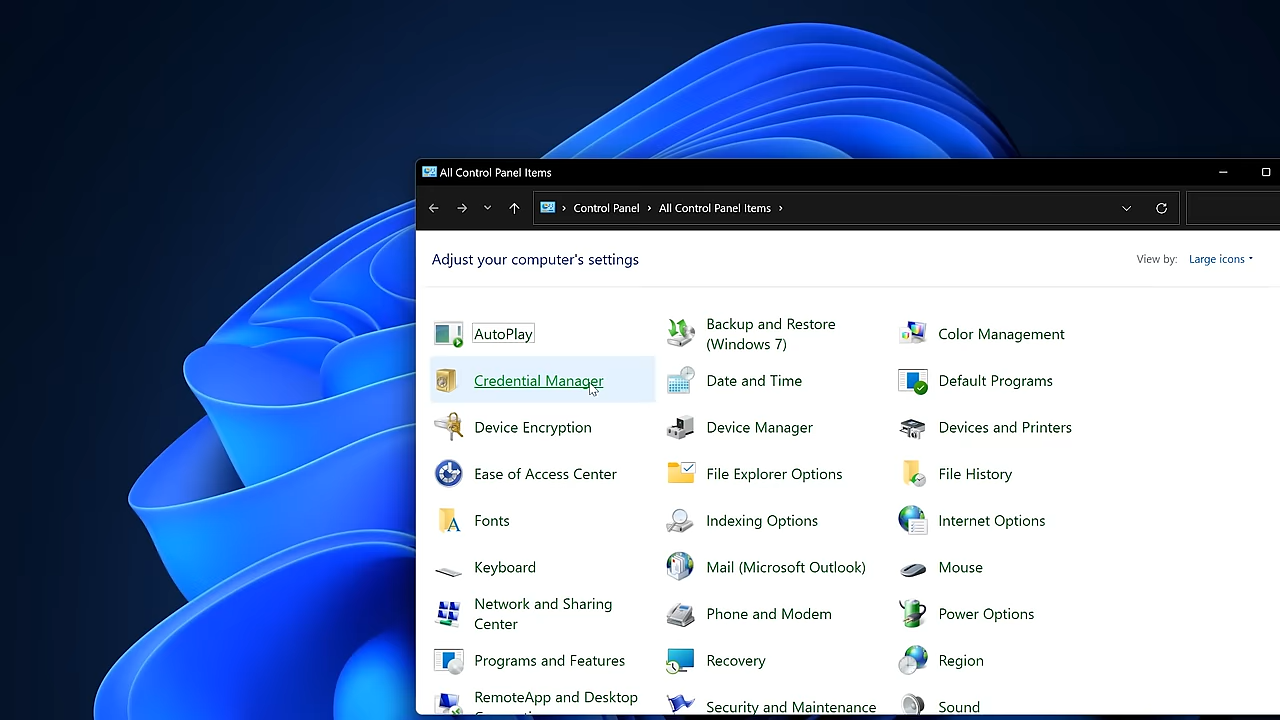 All Control Panel Items
Control Panel
All Control Panel Items
Adjust your computer's settings
View by:
Large icons
AutoPlay
Backup and Restore
(Windows 7)
Color Management
Credential Manager
Date and Time
Default Programs
Device Encryption
Device Manager
Devices and Printers
Ease of Access Center
File Explorer Options
File History
Fonts
Indexing Options
Internet Options
Keyboard
Mail (Microsoft Outlook)
Mouse
Network and Sharing
Center
Phone and Modem
Power Options
Programs and Features
Recovery
Region
RemoteApp and Desktop
Security and Maintenance
Sound